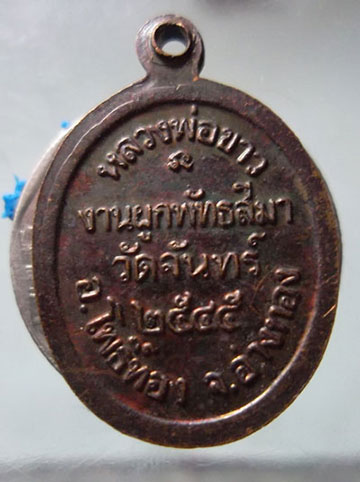 หลวงพ่อขาว
งานผูกพัทธสีมา
วัดจันทร์
๒๕๔๕
อ.โพธิ์ทอง จ.อ่างทอง